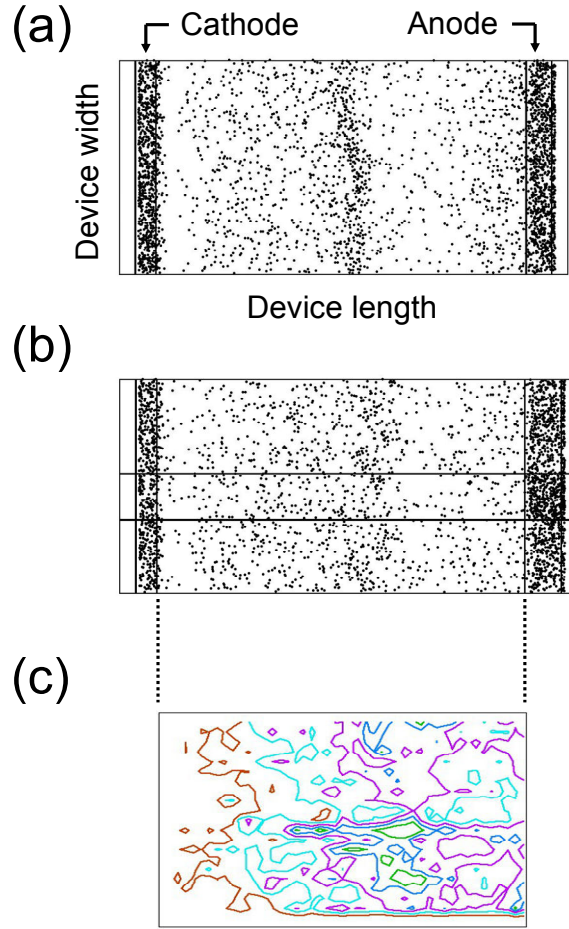 (a)
Cathode
Anode
Device width
Device length
(b)
(c)